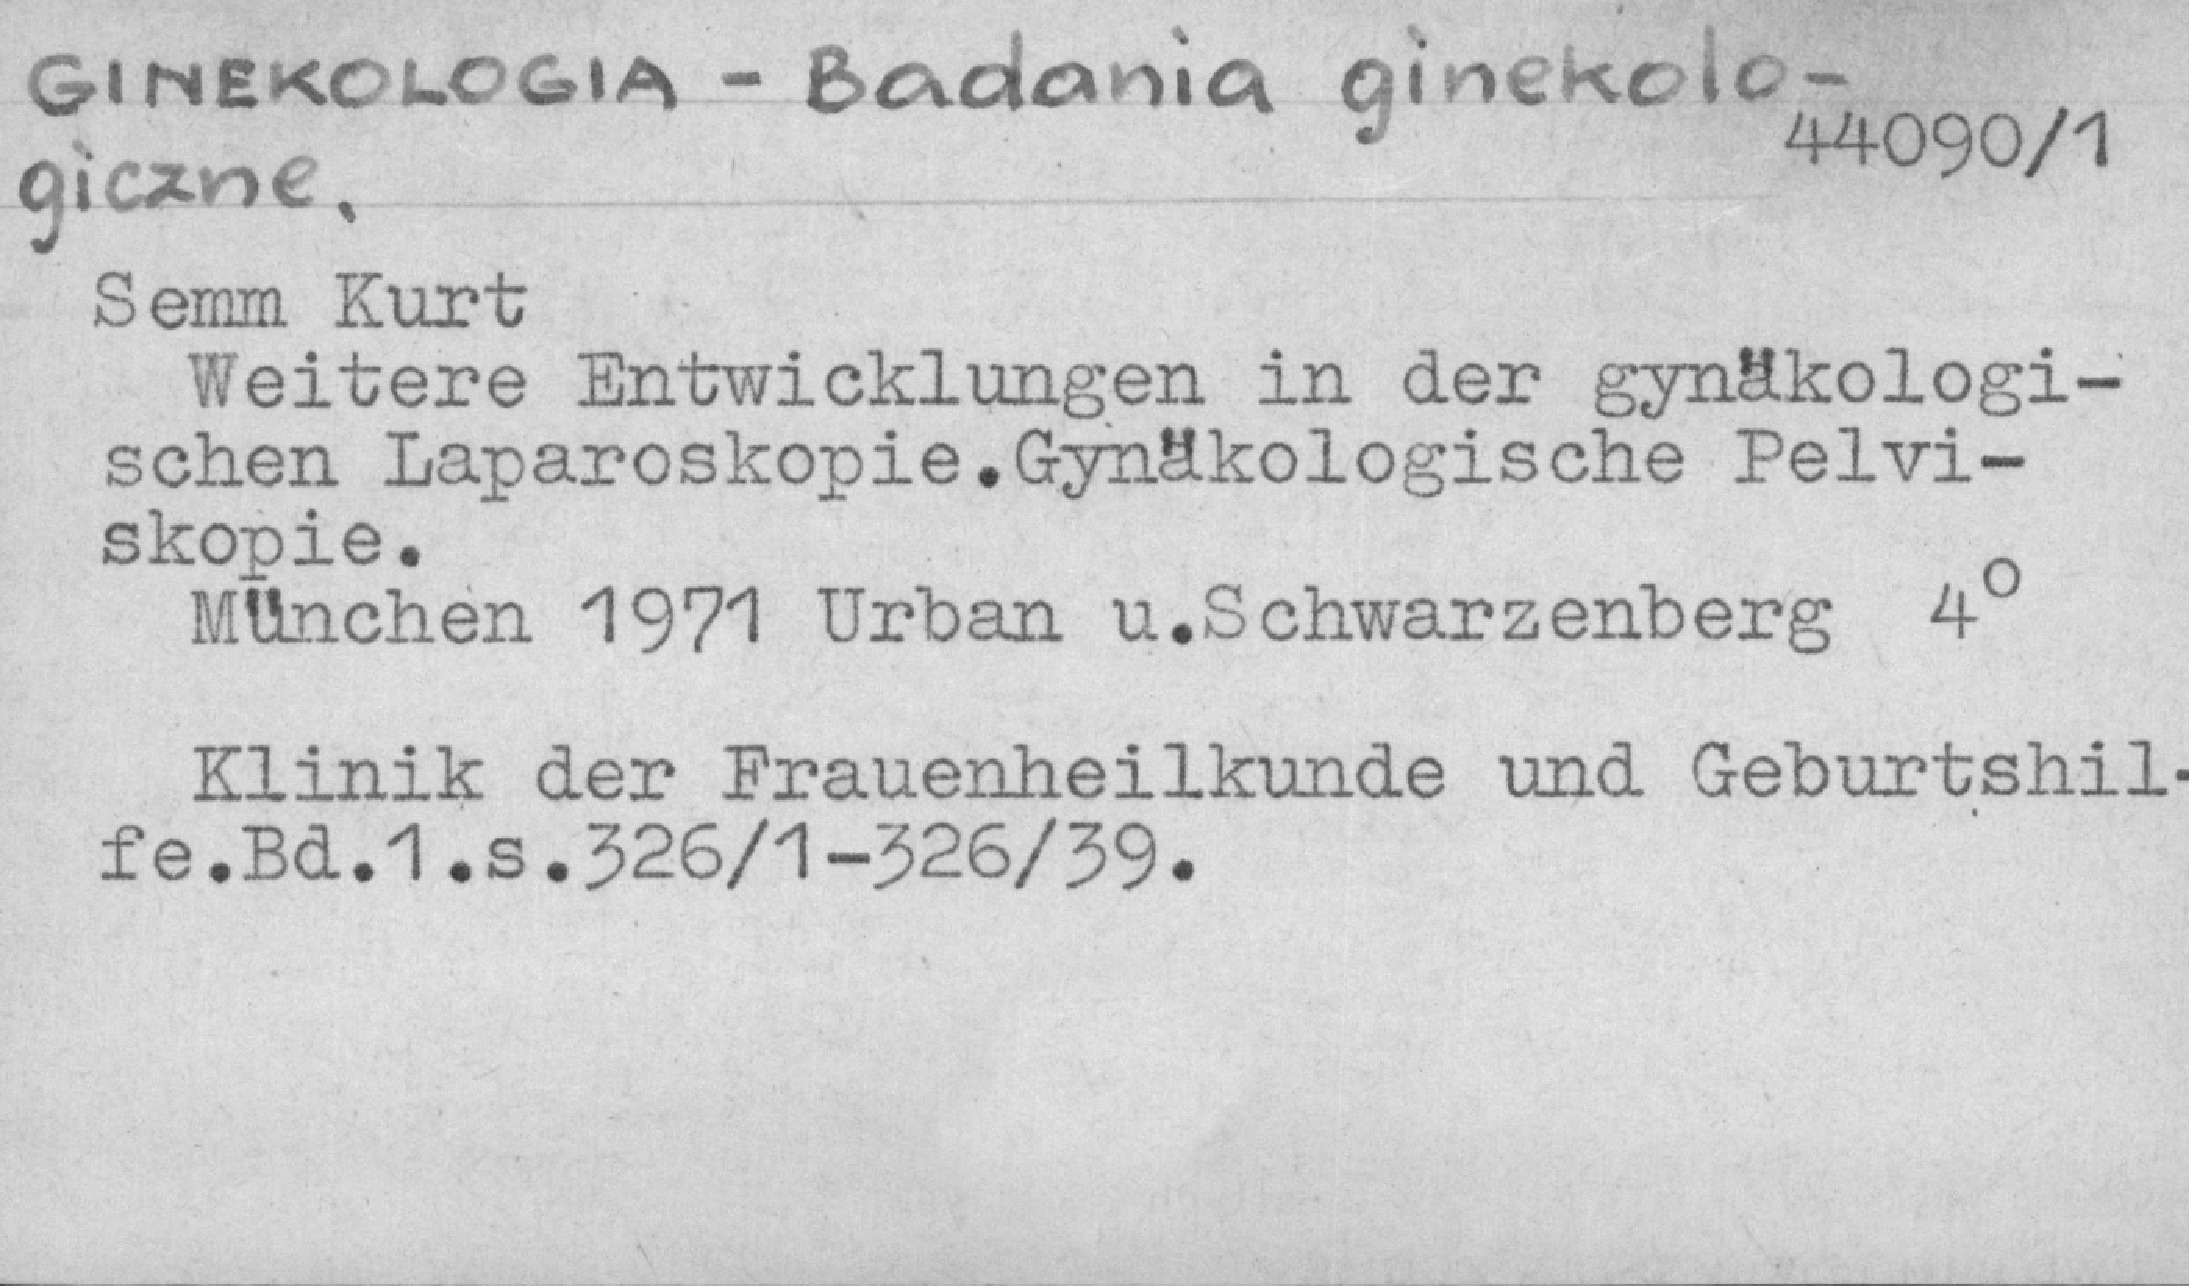 GINEKOLOGIA - Badania ginekolo-
44090/1
giczne.
Semm Kurt
Weitere Entwicklungen in der gynäkologi-
schen Laparoskopie.Gynäkologische Pelvi-
skopie.
München 1971 Urban u.Schwarzenberg 4°
Klinik der Frauenheilkunde und Geburtshil-
fe.Bd.1.s.326/1-326/39.